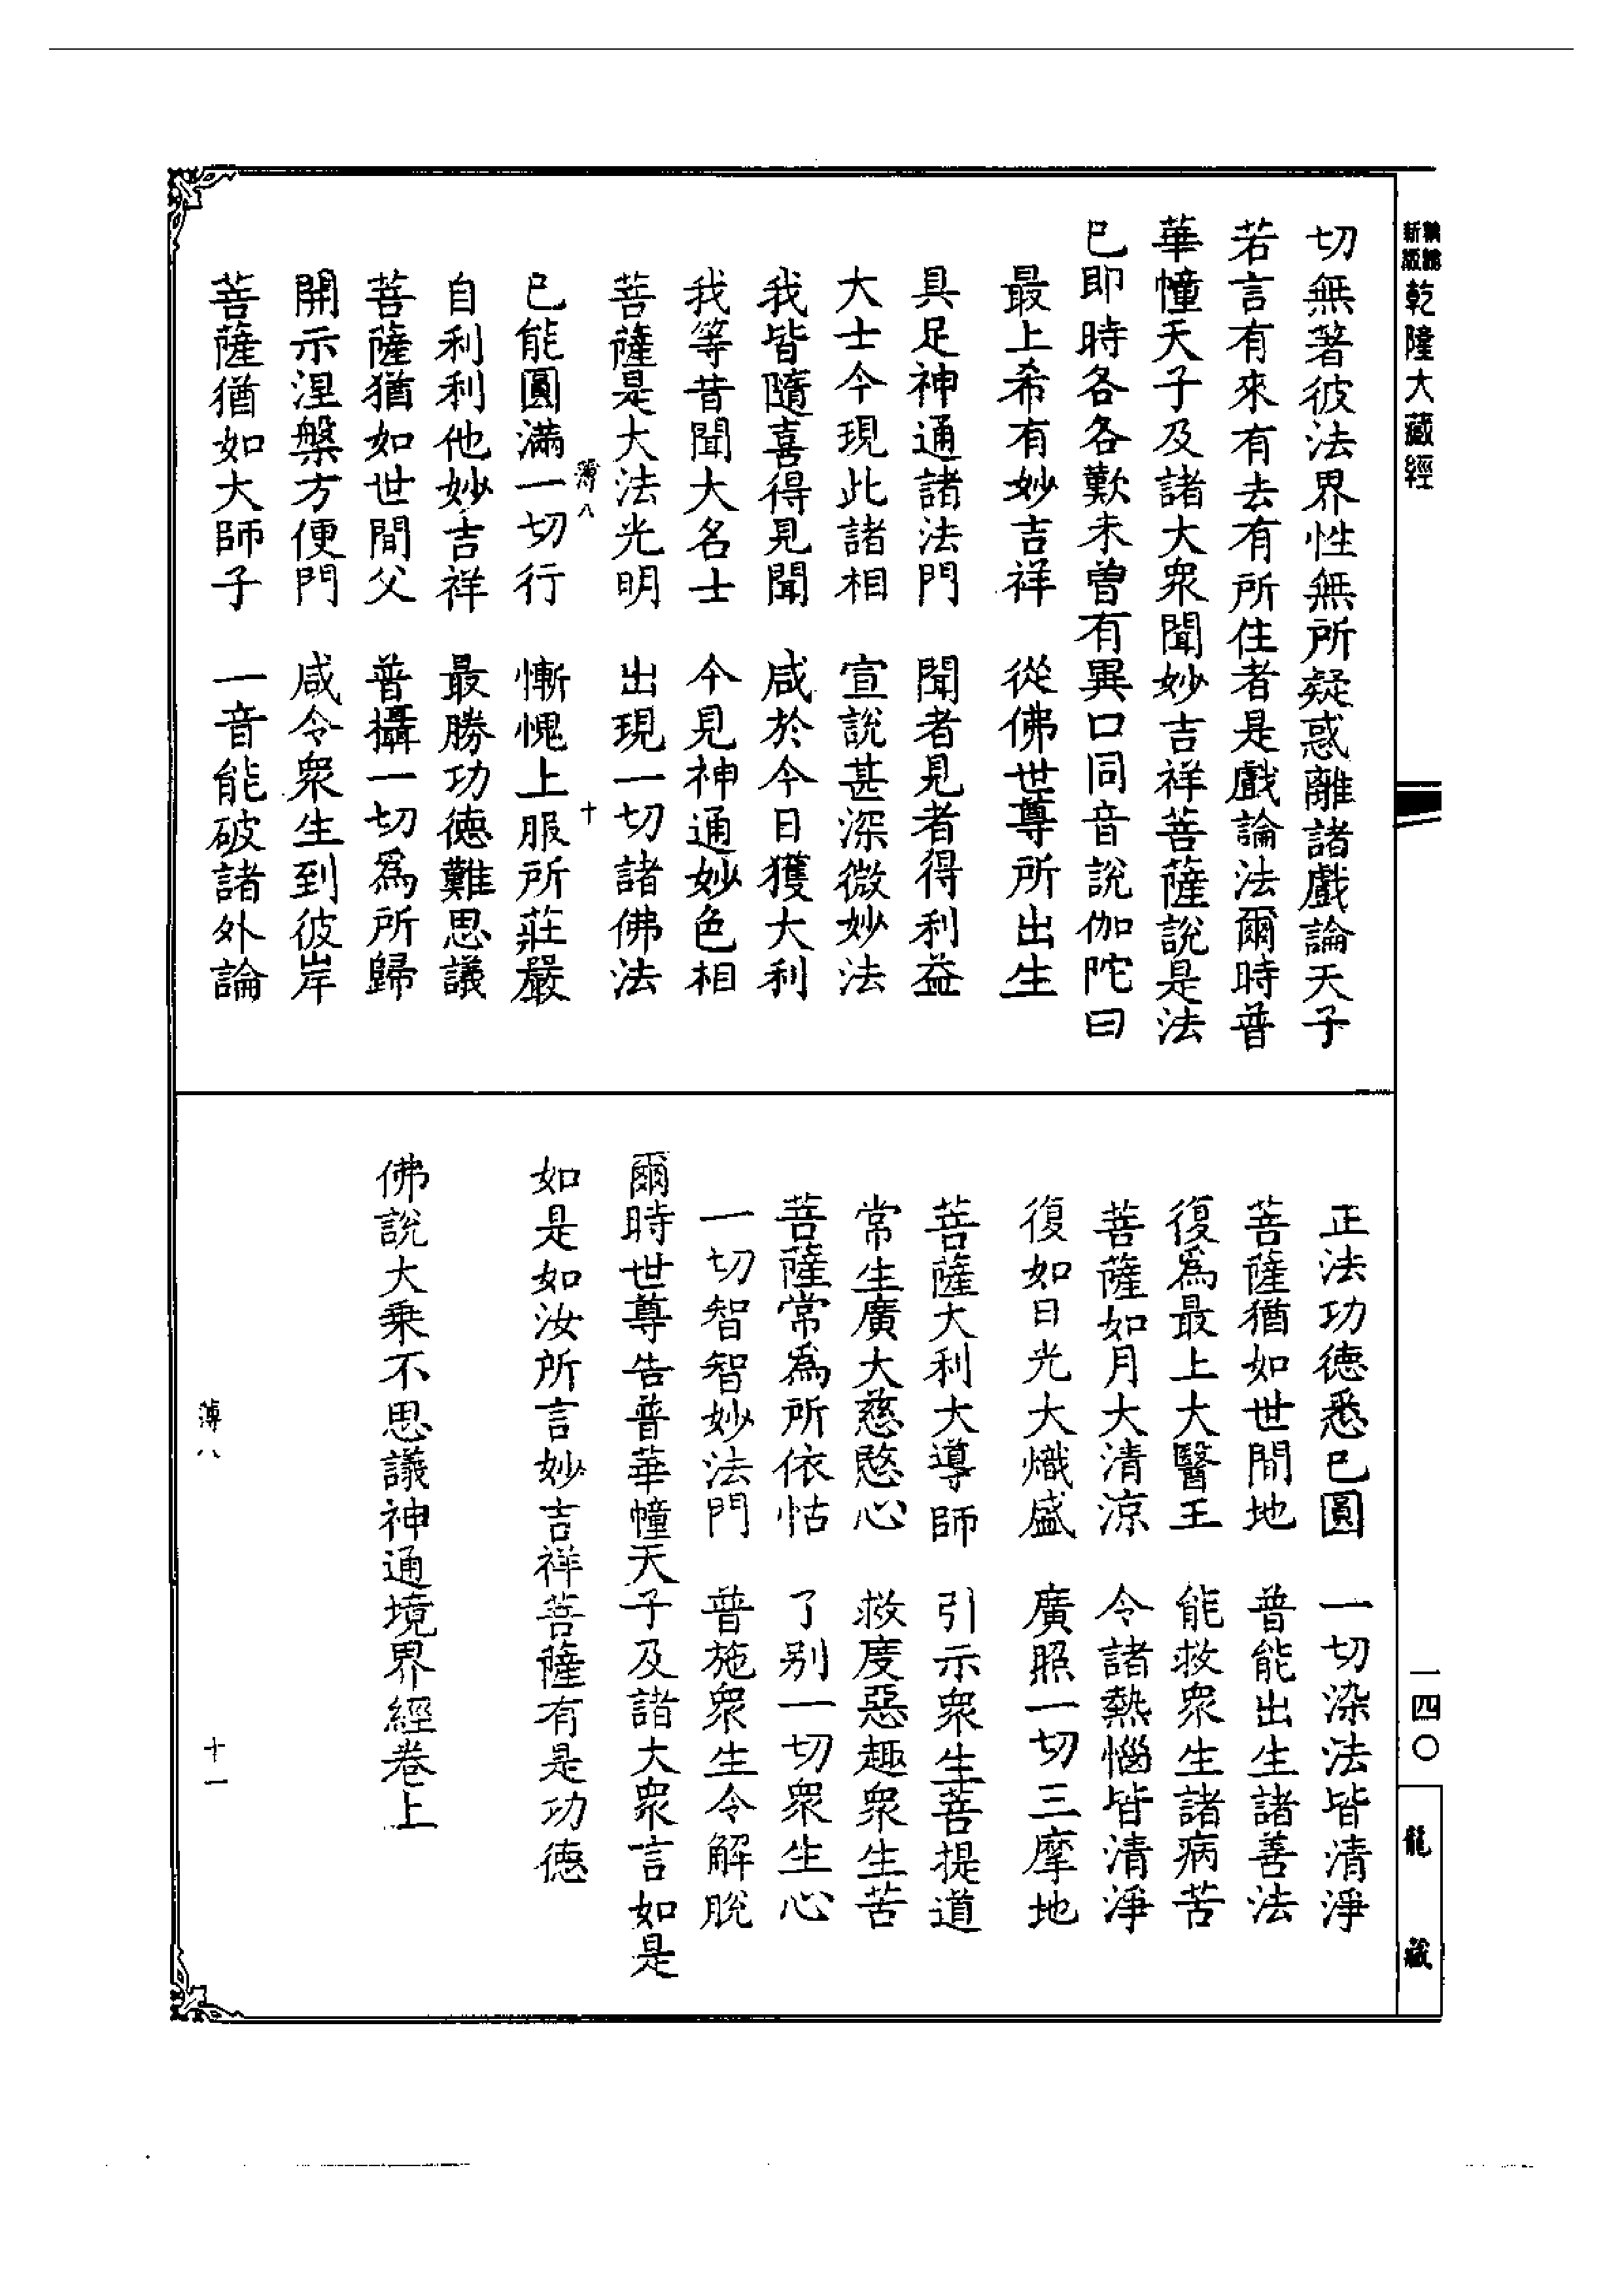 新版
乾隆大藏經
切無著彼法界性無所疑惑離諸戲論天子
若言有來有去有所住者是戲論法爾時普
華幢天子及諸大衆聞妙吉祥菩薩說是法
已即時各各歎未曾有異口同音說伽陀曰
最上希有妙吉祥　從佛世尊所出生
具足神通諸法門　聞者見者得利益
大士今現此諸相　宣說甚深微妙法
我皆隨喜得見聞　咸於今日獲大利
我等昔聞大名士　今見神通妙色相
菩薩是大法光明　出現一切諸佛法
薄八　十
已能圓滿一切行　慚愧上服所莊嚴
自利利他妙吉祥　最勝功德難思議
菩薩猶如世間父　普攝一切爲所歸
開示涅槃方便門　咸令衆生到彼岸
菩薩猶如大師子　一音能破諸外論
正法功德悉已圓　一切染法皆清淨
菩薩猶如世間地　普能出生諸善法
復爲最上大醫王　能救衆生諸病苦
菩薩如月大清涼　令諸熱惱皆清淨
復如日光大熾盛　廣照一切三摩地
菩薩大利大導師　引示衆生菩提道
常生廣大慈愍心　救度惡趣衆生苦
菩薩常爲所依怙　了別一切衆生心
一切智智妙法門　普施衆生令解脫
爾時世尊告普華幢天子及諸大衆言如是
如是如汝所言妙吉祥菩薩有是功德
佛說大乘不思議神通境界經卷上
薄八　十一
一四〇
龍藏